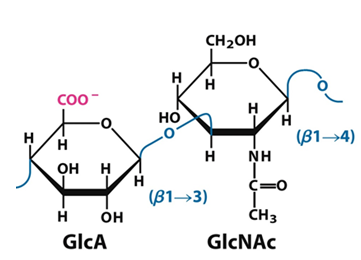 CH₂OH
O
H
H
O
COO⁻
HO
H
H
H
O
O
H
H
H
(β1→4)
OH
H
H
NH
(β1→3)
C=O
H
OH
CH₃
GlcA
GlcNAc